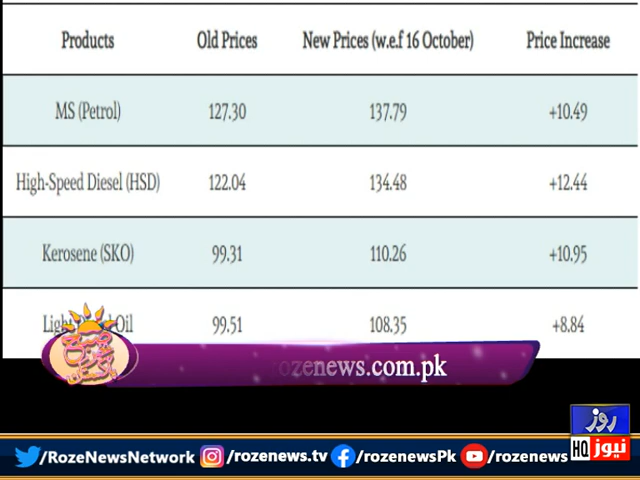 Products Old Prices New Prices (w.e.f 16 October) Price Increase
MS (Petrol) 127.30 137.79 +10.49
High-Speed Diesel (HSD) 122.04 134.48 +12.44
Kerosene (SKO) 99.31 110.26 +10.95
Oil 99.51 108.35 +8.84
rozenews.com.pk
روز
HQ نیوز
/RozeNewsNetwork /rozenews.tv /rozenewsPk /rozenews